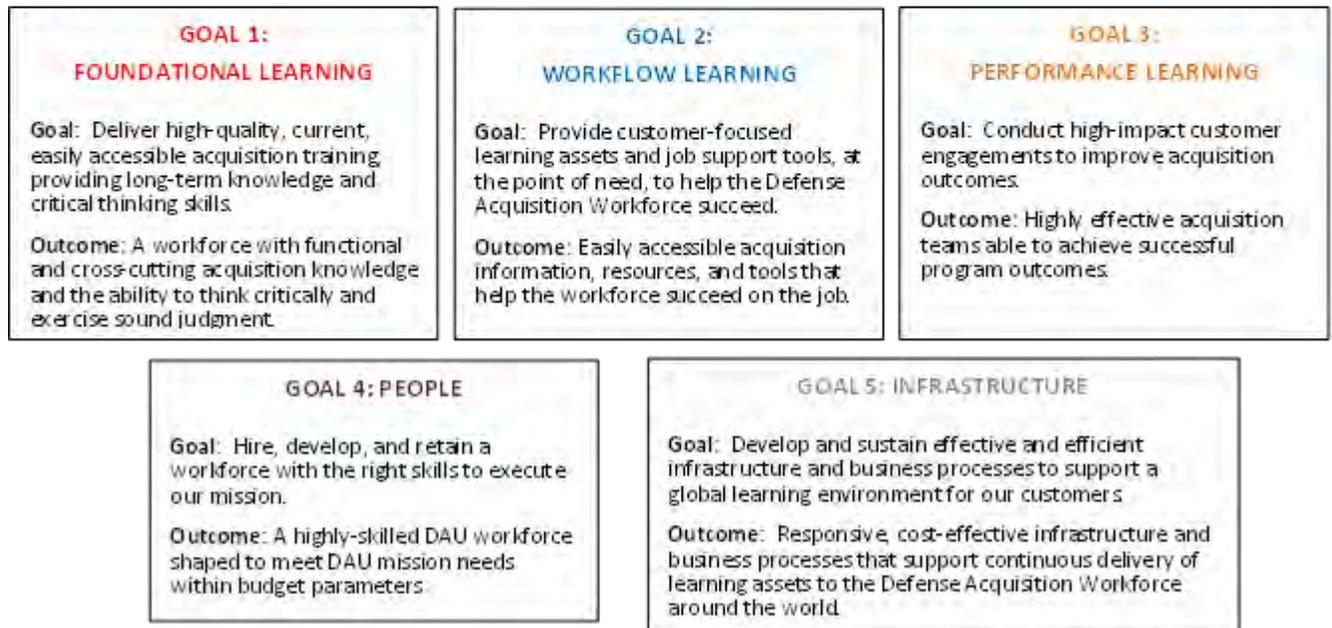 GOAL 1:
FOUNDATIONAL LEARNING
Goal: Deliver high-quality, current,
easily accessible acquisition training
providing long-term knowledge and
critical thinking skills.
Outcome: A workforce with functional
and cross-cutting acquisition knowledge
and the ability to think critically and
exercise sound judgment.
GOAL 2:
WORKFLOW LEARNING
Goal: Provide customer-focused
learning assets and job support tools, at
the point of need, to help the Defense
Acquisition Workforce succeed.
Outcome: Easily accessible acquisition
information, resources, and tools that
help the workforce succeed on the job.
GOAL 3:
PERFORMANCE LEARNING
Goal: Conduct high-impact customer
engagements to improve acquisition
outcomes.
Outcome: Highly effective acquisition
teams able to achieve successful
program outcomes.
GOAL 4: PEOPLE
Goal: Hire, develop, and retain a
workforce with the right skills to execute
our mission.
Outcome: A highly-skilled DAU workforce
shaped to meet DAU mission needs
within budget parameters.
GOAL 5: INFRASTRUCTURE
Goal: Develop and sustain effective and efficient
infrastructure and business processes to support a
global learning environment for our customers.
Outcome: Responsive, cost-effective infrastructure and
business processes that support continuous delivery of
learning assets to the Defense Acquisition Workforce
around the world.